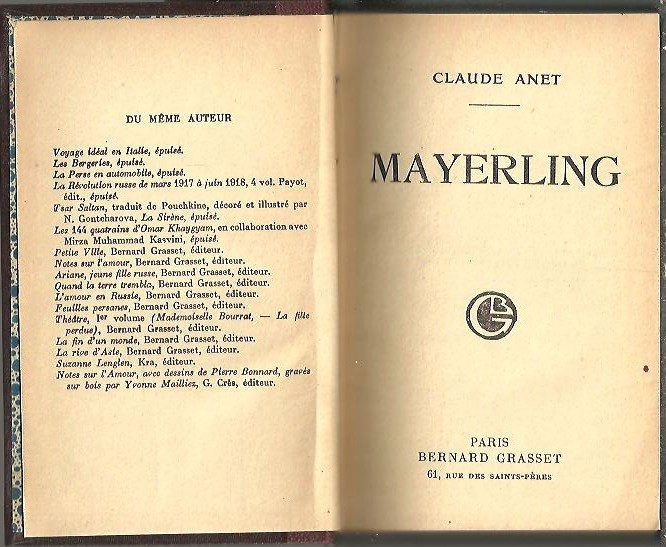 DU MÊME AUTEUR
Voyage idéal en Italie, épuisé.
Les Bergeries, épuisé.
La Perse en automobile, épuisé.
La Révolution russe de mars 1917 à juin 1918, 4 vol. Payot,
édit., épuisé.
Tsar Saltan, traduit de Pouchkine, décoré et illustré par
N. Gontcharova, La Sirène, épuisé.
Les 144 quatrains d'Omar Khaygyam, en collaboration avec
Mirza Muhammad Kasvini, épuisé.
Petite Ville, Bernard Grasset, éditeur.
Notes sur l'amour, Bernard Grasset, éditeur.
Ariane, jeune fille russe, Bernard Grasset, éditeur.
Quand la terre trembla, Bernard Grasset, éditeur.
L'amour en Russie, Bernard Grasset, éditeur.
Feuilles persanes, Bernard Grasset, éditeur.
Théâtre, 1er volume (Mademoiselle Bourrat, — La fille
perdue), Bernard Grasset, éditeur.
La fin d'un monde, Bernard Grasset, éditeur.
La rive d'Asie, Bernard Grasset, éditeur.
Suzanne Lenglen, Kra, éditeur.
Notes sur l'Amour, avec dessins de Pierre Bonnard, gravés
sur bois par Yvonne Mailliez, G. Crès, éditeur.
CLAUDE ANET
MAYERLING
BG
PARIS
BERNARD GRASSET
61, RUE DES SAINTS-PÈRES